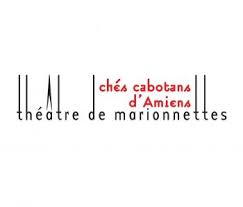 chés cabotans
d'Amiens
théâtre de marionnettes